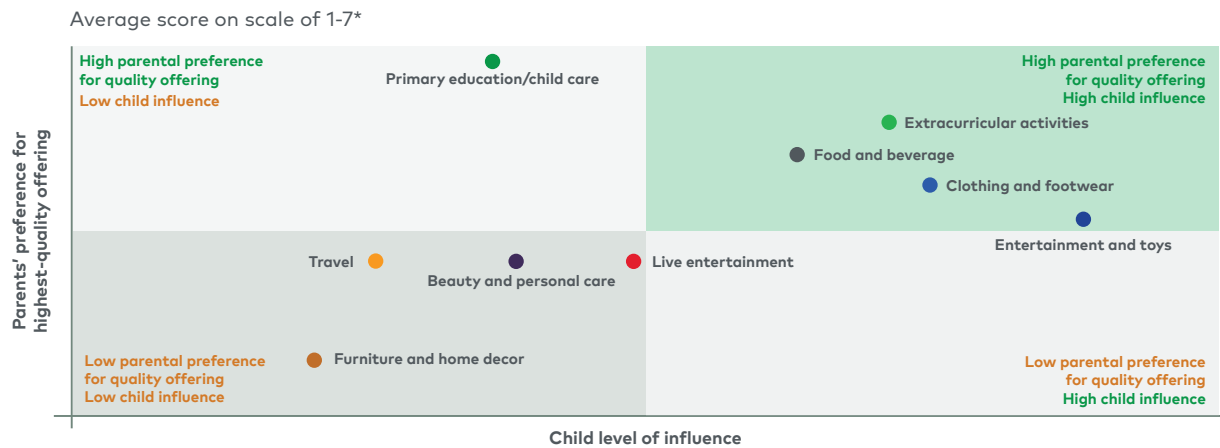 Average score on scale of 1-7*
High parental preference
for quality offering
Low child influence
Primary education/child care
High parental preference
for quality offering
High child influence
Extracurricular activities
Food and beverage
Clothing and footwear
Entertainment and toys
Parents’ preference for
highest-quality offering
Travel
Beauty and personal care
Live entertainment
Furniture and home decor
Low parental preference
for quality offering
Low child influence
Low parental preference
for quality offering
High child influence
Child level of influence